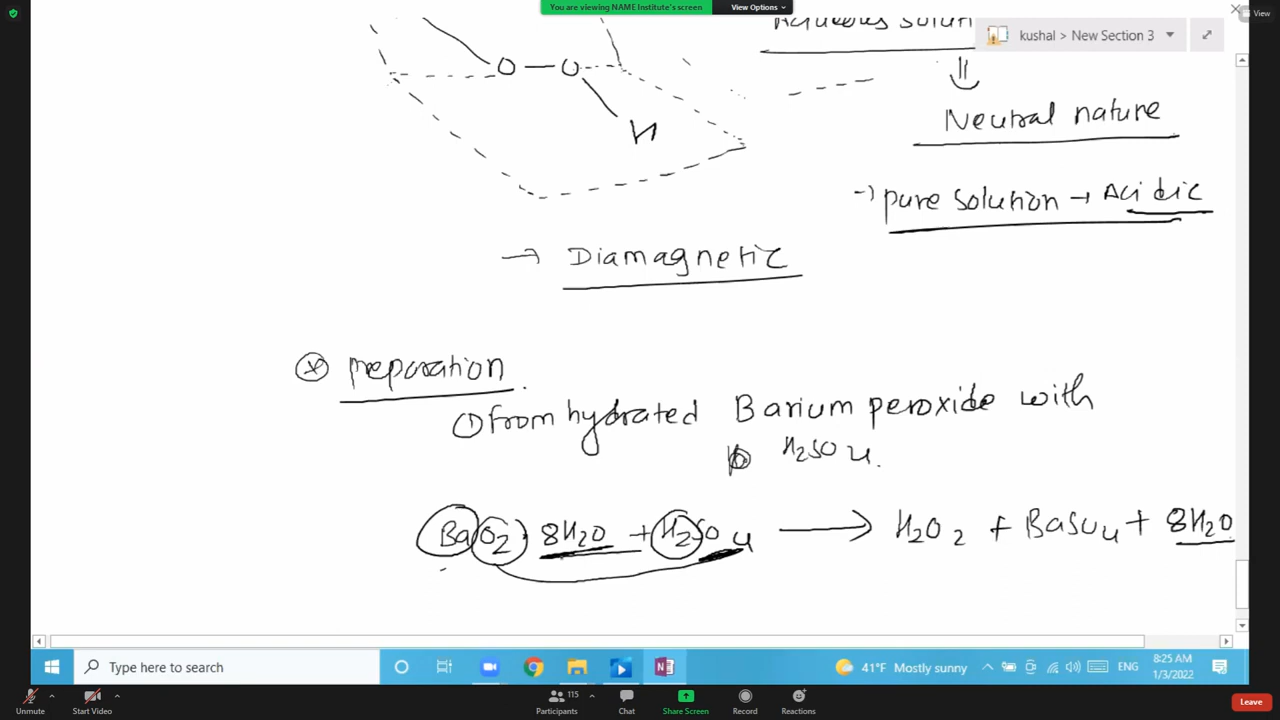 You are viewing NAME Institute's screen
View Options
View
Aqueous soluti
kushal > New Section 3
O—O
H
⇓
Neutral nature
→ pure solution → Acidic
→ Diamagnetic
* preparation.
① from hydrated Barium peroxide with
H2SO4.
BaO2. 8H2O + H2SO4 ⟶ H2O2 + BaSO4 + 8H2O
Type here to search
41°F Mostly sunny
ENG
8:25 AM
1/3/2022
Unmute
Start Video
115
Participants
Chat
Share Screen
Record
Reactions
Leave